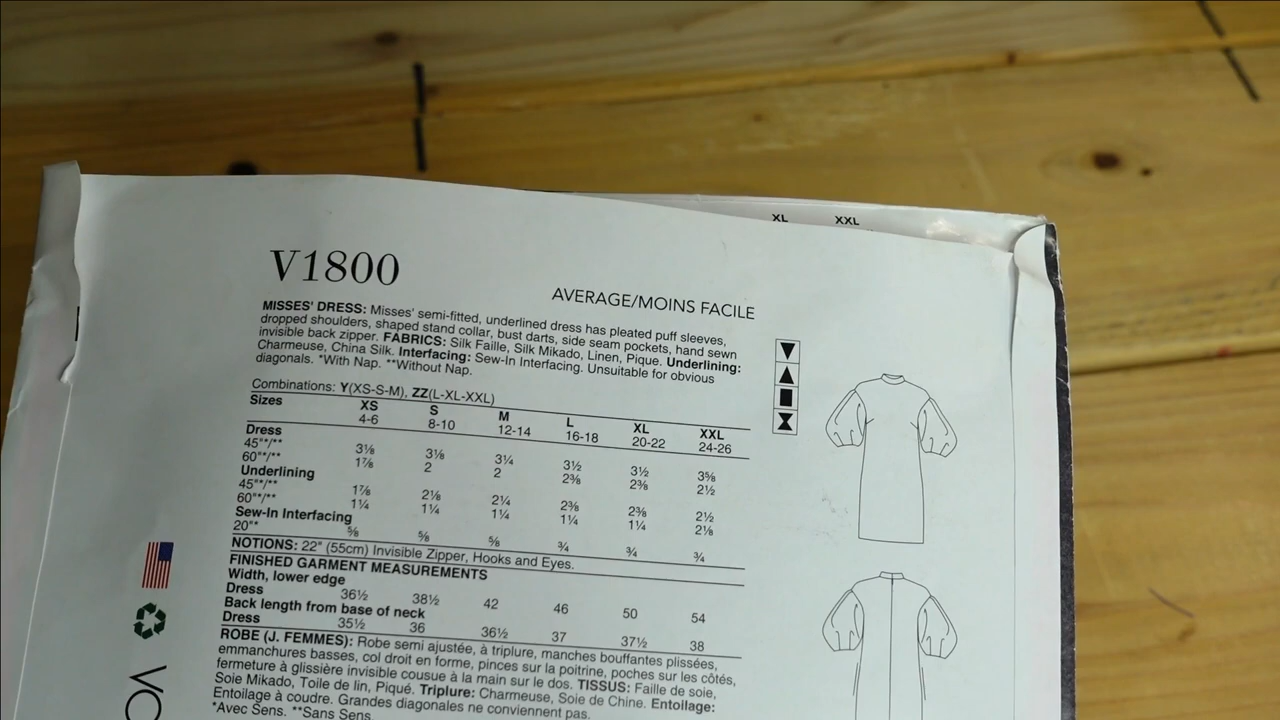 XL XXL
V1800
AVERAGE/MOINS FACILE
MISSES' DRESS: Misses' semi-fitted, underlined dress has pleated puff sleeves,
dropped shoulders, shaped stand collar, bust darts, side seam pockets, hand sewn
invisible back zipper. FABRICS: Silk Faille, Silk Mikado, Linen, Pique. Underlining:
Charmeuse, China Silk. Interfacing: Sew-In Interfacing. Unsuitable for obvious
diagonals. *With Nap. **Without Nap.
Combinations: Y(XS-S-M), ZZ(L-XL-XXL)
Sizes XS S M L XL XXL
4-6 8-10 12-14 16-18 20-22 24-26
Dress
45"*/** 3⅛ 3⅛ 3¼ 3½ 3½ 3⅝
60"*/** 1⅞ 2 2 2⅜ 2⅜ 2½
Underlining
45"*/** 1⅞ 2⅛ 2¼ 2⅜ 2⅜ 2½
60"*/** 1¼ 1¼ 1¼ 1¼ 1¼ 2⅛
Sew-In Interfacing
20"* ⅝ ⅝ ⅝ ¾ ¾ ¾
NOTIONS: 22" (55cm) Invisible Zipper, Hooks and Eyes.
FINISHED GARMENT MEASUREMENTS
Width, lower edge
Dress 36½ 38½ 42 46 50 54
Back length from base of neck
Dress 35½ 36 36½ 37 37½ 38
ROBE (J. FEMMES): Robe semi ajustée, à triplure, manches bouffantes plissées,
emmanchures basses, col droit en forme, pinces sur la poitrine, poches sur les côtés,
fermeture à glissière invisible cousue à la main sur le dos. TISSUS: Faille de soie,
Soie Mikado, Toile de lin, Piqué. Triplure: Charmeuse, Soie de Chine. Entoilage:
Entoilage à coudre. Grandes diagonales ne conviennent pas.
*Avec Sens. **Sans Sens.
VO